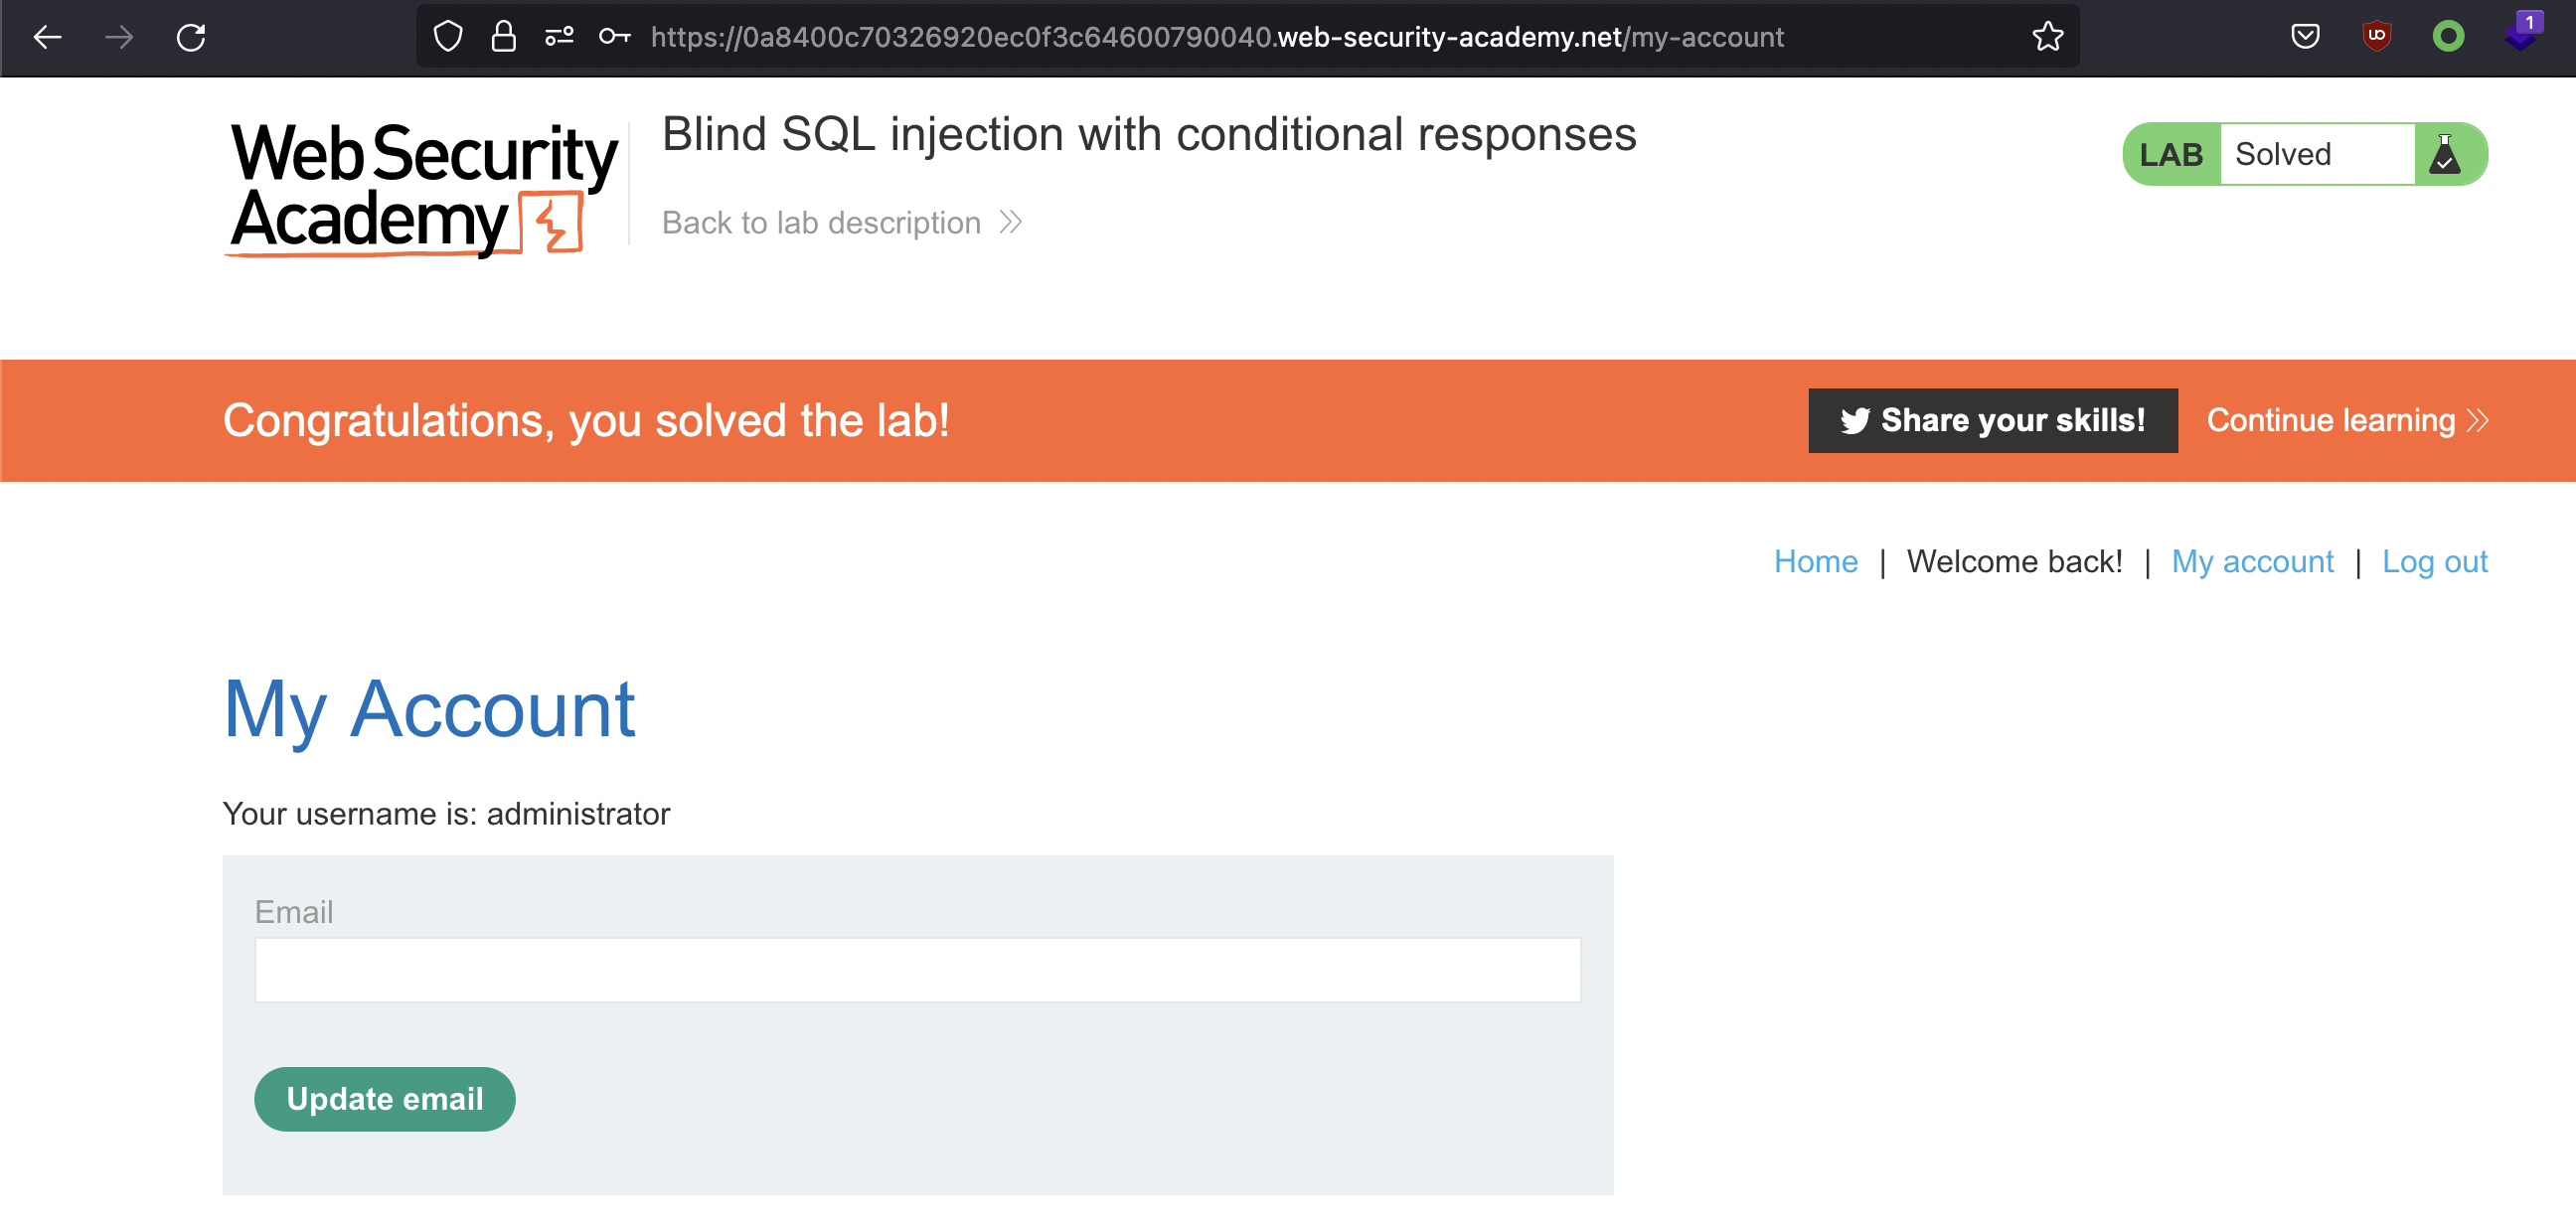 https://0a8400c70326920ec0f3c64600790040.web-security-academy.net/my-account
1
Web Security
Academy
Blind SQL injection with conditional responses
Back to lab description
LAB Solved
Congratulations, you solved the lab!
Share your skills!
Continue learning
Home | Welcome back! | My account | Log out
My Account
Your username is: administrator
Email
Update email